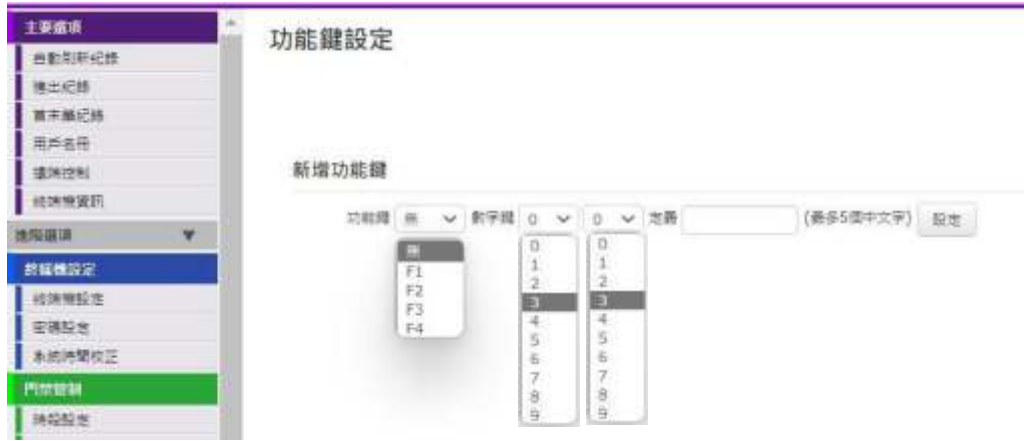 主要選項
自動刷新紀錄
進出紀錄
首末筆紀錄
用戶名冊
遠端控制
終端機資訊
進階選項 ▼
終端機設定
終端機設定
密碼設定
系統時間校正
門禁管制
時段設定
功能鍵設定
新增功能鍵
功能鍵 無 數字鍵 0 0 定義 (最多5個中文字) 設定
無
F1
F2
F3
F4
0
1
2
3
4
5
6
7
8
9
0
1
2
3
4
5
6
7
8
9